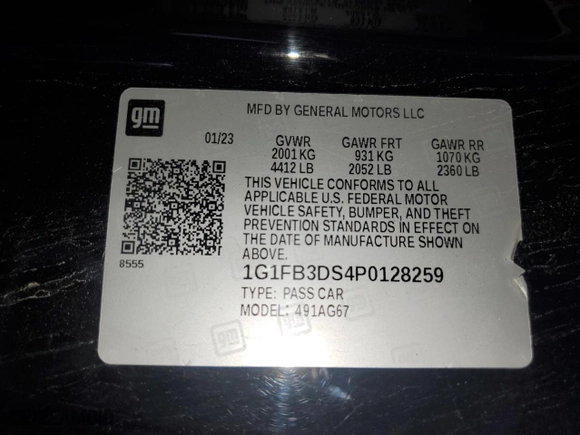 gm
MFD BY GENERAL MOTORS LLC
01/23 GVWR GAWR FRT GAWR RR
2001 KG 931 KG 1070 KG
4412 LB 2052 LB 2360 LB
THIS VEHICLE CONFORMS TO ALL
APPLICABLE U.S. FEDERAL MOTOR
VEHICLE SAFETY, BUMPER, AND THEFT
PREVENTION STANDARDS IN EFFECT ON
THE DATE OF MANUFACTURE SHOWN
ABOVE.
8555
1G1FB3DS4P0128259
TYPE: PASS CAR
MODEL: 491AG67